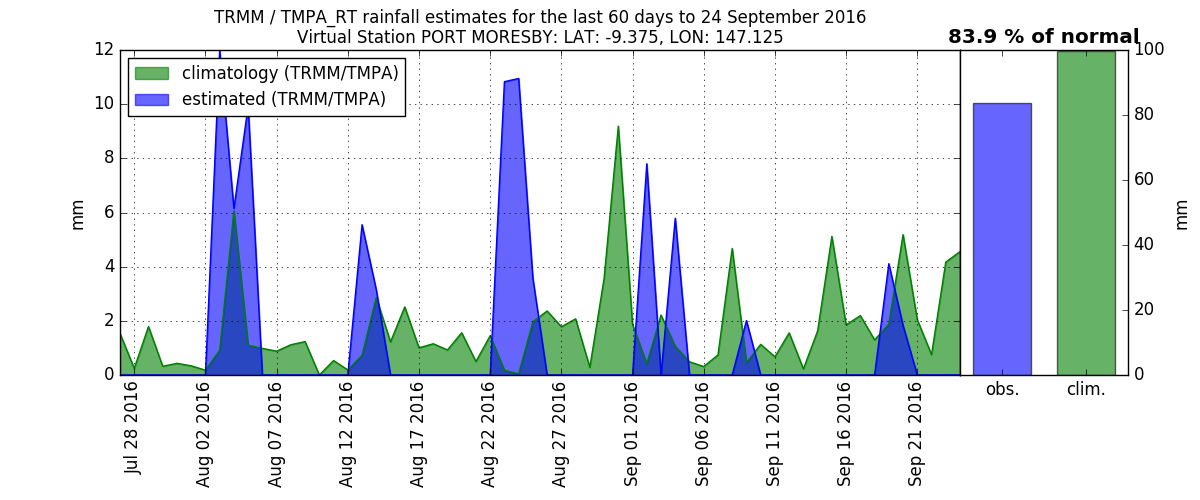 TRMM / TMPA_RT rainfall estimates for the last 60 days to 24 September 2016
Virtual Station PORT MORESBY: LAT: -9.375, LON: 147.125
83.9 % of normal
climatology (TRMM/TMPA)
estimated (TRMM/TMPA)
12
10
8
6
4
2
0
mm
100
80
60
40
20
0
mm
Jul 28 2016
Aug 02 2016
Aug 07 2016
Aug 12 2016
Aug 17 2016
Aug 22 2016
Aug 27 2016
Sep 01 2016
Sep 06 2016
Sep 11 2016
Sep 16 2016
Sep 21 2016
obs.
clim.